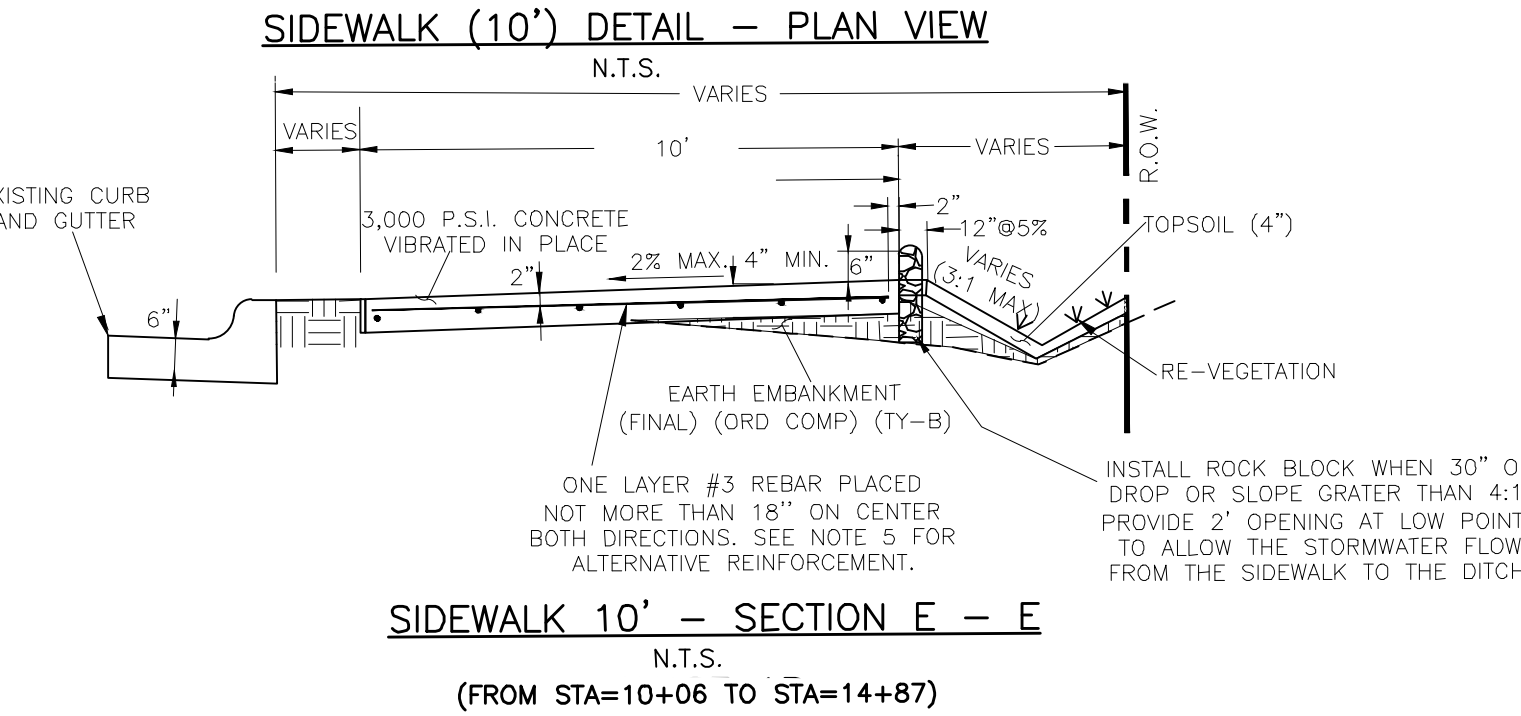 SIDEWALK (10') DETAIL – PLAN VIEW
N.T.S.
VARIES
VARIES
10'
VARIES
R.O.W.
XISTING CURB
AND GUTTER
3,000 P.S.I. CONCRETE
VIBRATED IN PLACE
2"
12"@5%
TOPSOIL (4")
2% MAX.
4" MIN.
6"
VARIES
(3:1 MAX)
2"
6"
RE-VEGETATION
EARTH EMBANKMENT
(FINAL) (ORD COMP) (TY-B)
ONE LAYER #3 REBAR PLACED
NOT MORE THAN 18'' ON CENTER
BOTH DIRECTIONS. SEE NOTE 5 FOR
ALTERNATIVE REINFORCEMENT.
INSTALL ROCK BLOCK WHEN 30" O
DROP OR SLOPE GRATER THAN 4:1
PROVIDE 2' OPENING AT LOW POINT
TO ALLOW THE STORMWATER FLOW
FROM THE SIDEWALK TO THE DITCH
SIDEWALK 10' – SECTION E – E
N.T.S.
(FROM STA=10+06 TO STA=14+87)